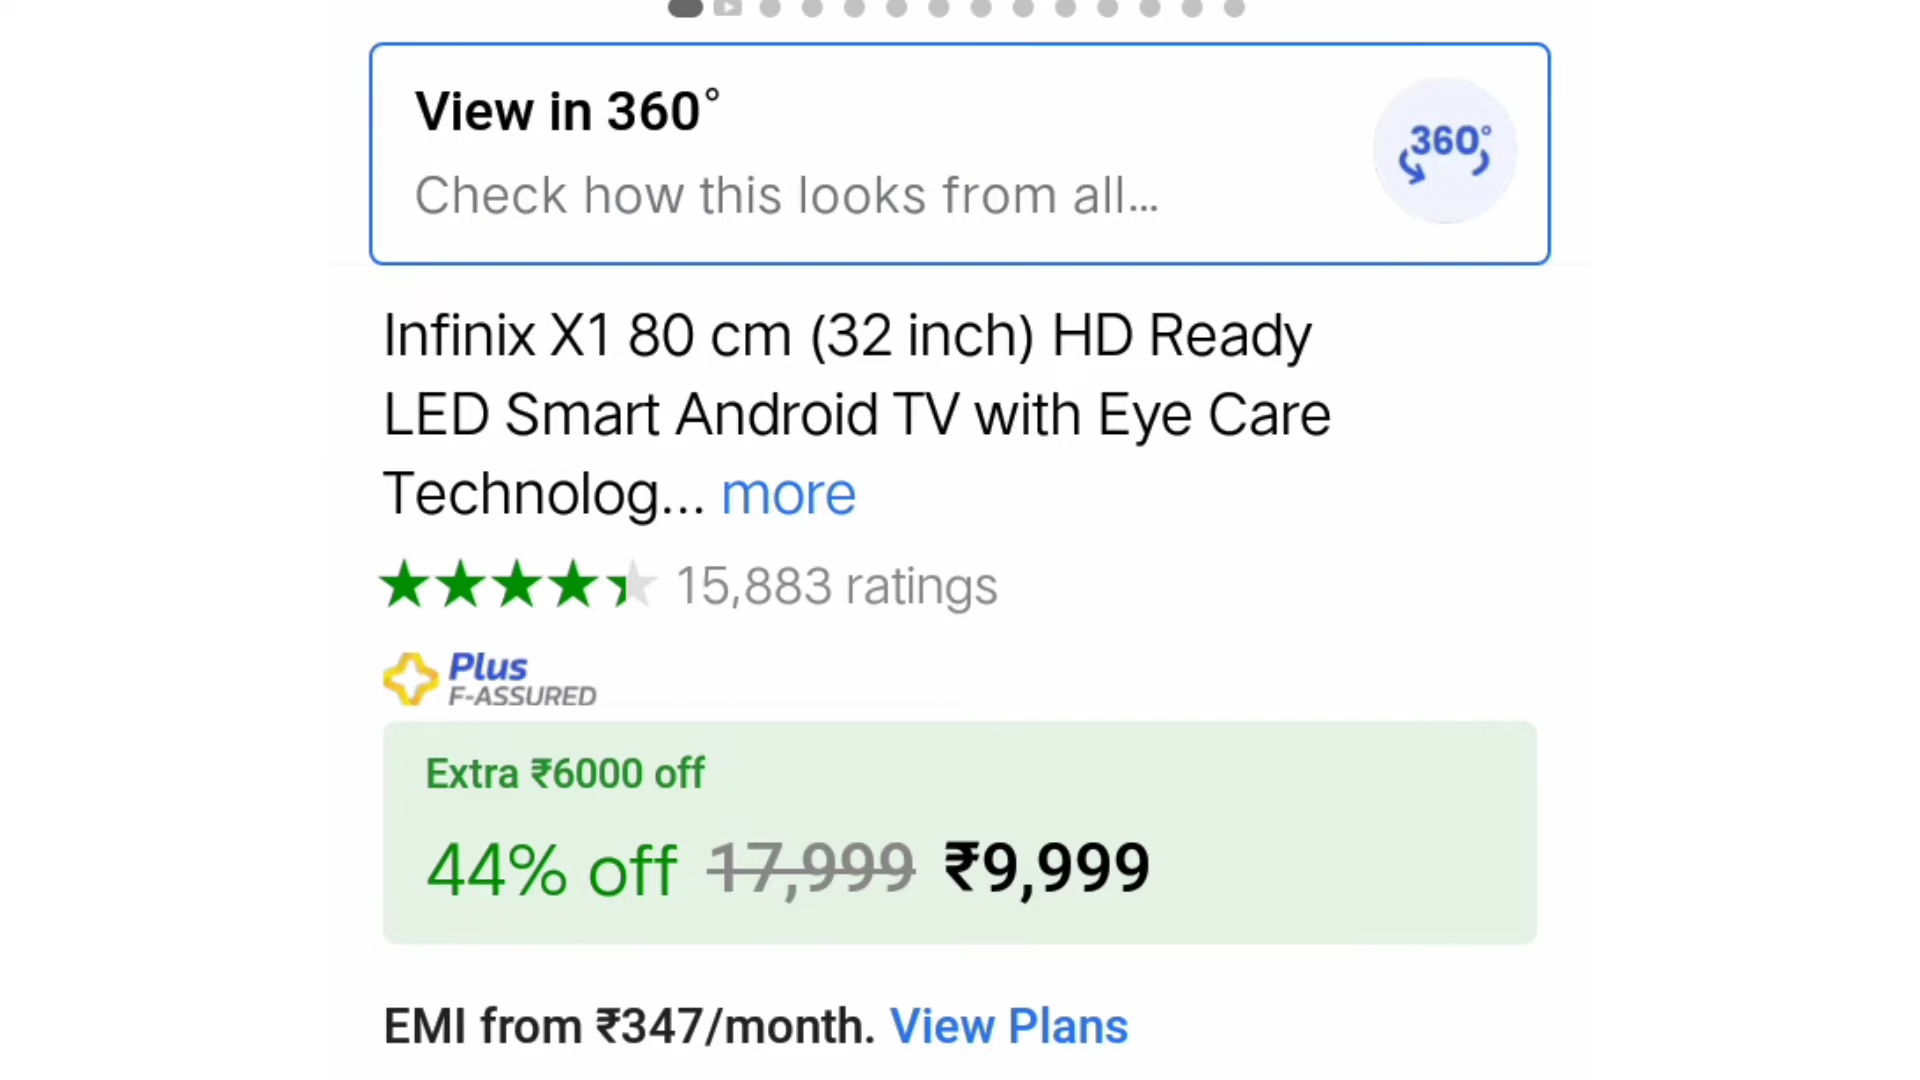 View in 360°
Check how this looks from all...
360°
Infinix X1 80 cm (32 inch) HD Ready
LED Smart Android TV with Eye Care
Technolog... more
15,883 ratings
Plus
F-ASSURED
Extra ₹6000 off
44% off 17,999 ₹9,999
EMI from ₹347/month. View Plans